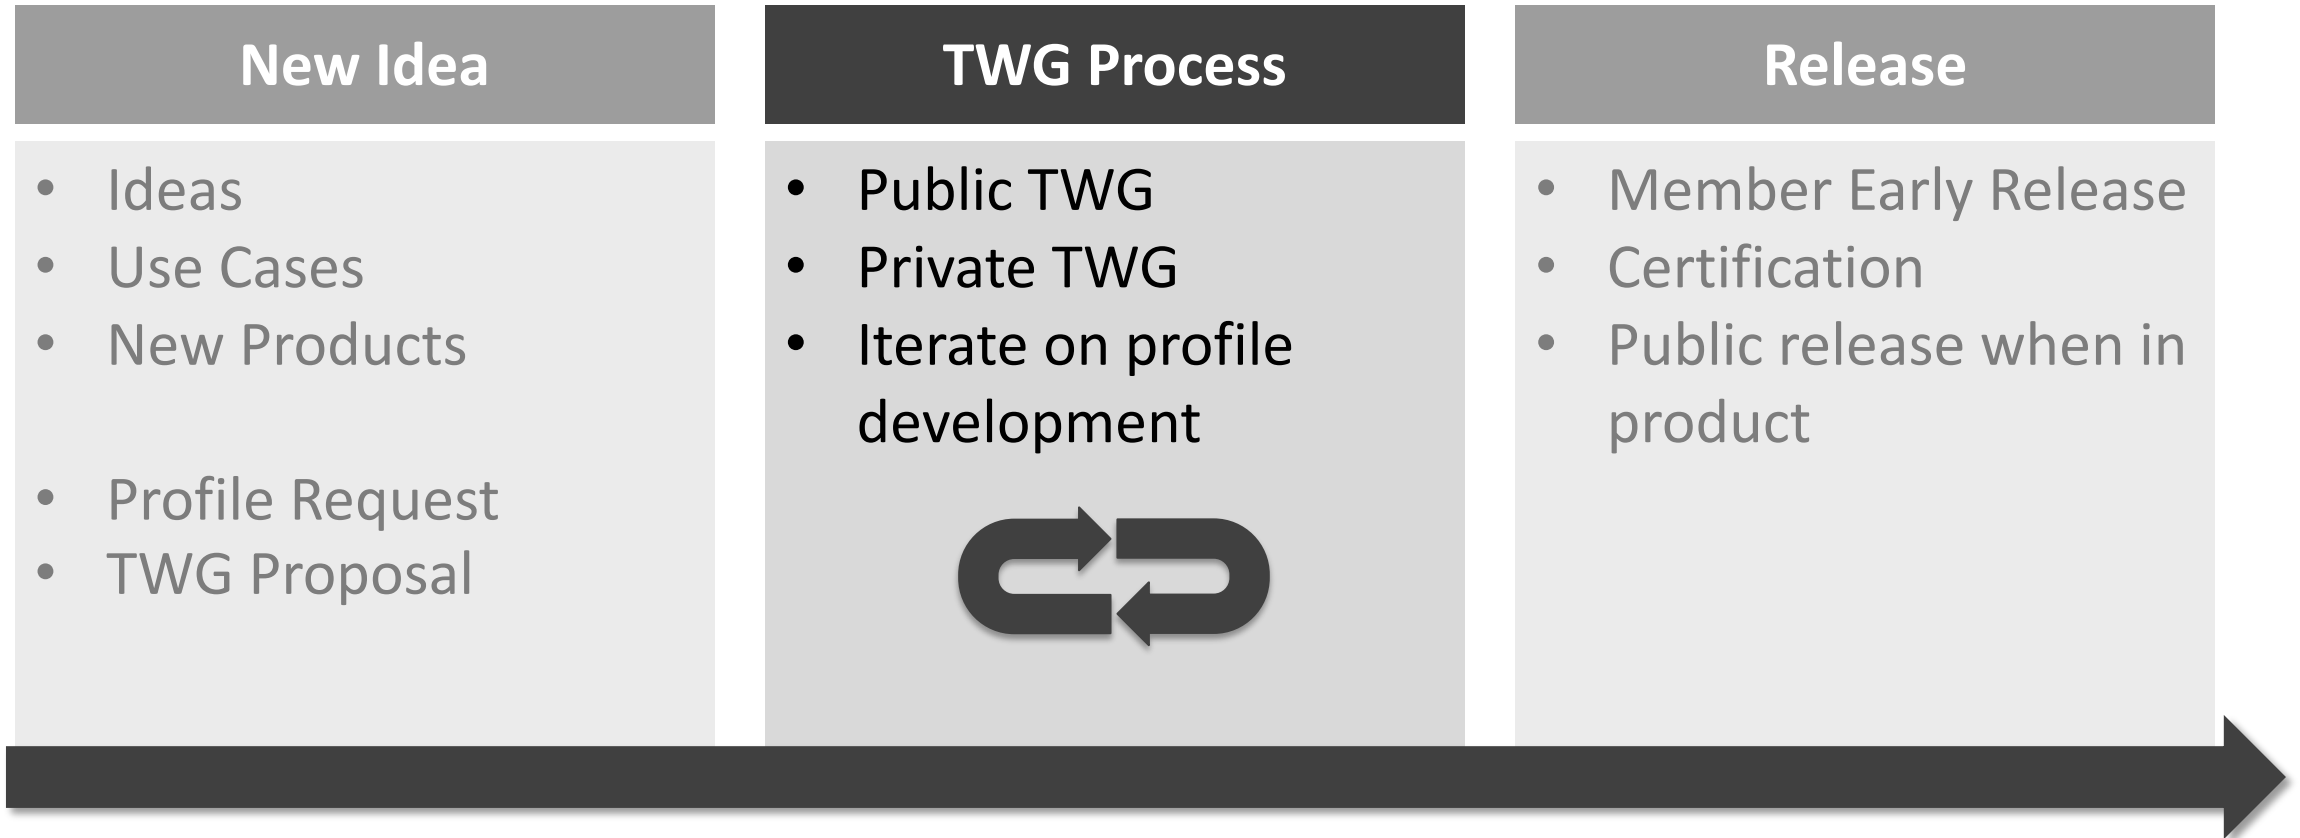 New Idea
• Ideas
• Use Cases
• New Products
• Profile Request
• TWG Proposal
TWG Process
• Public TWG
• Private TWG
• Iterate on profile
development
Release
• Member Early Release
• Certification
• Public release when in
product